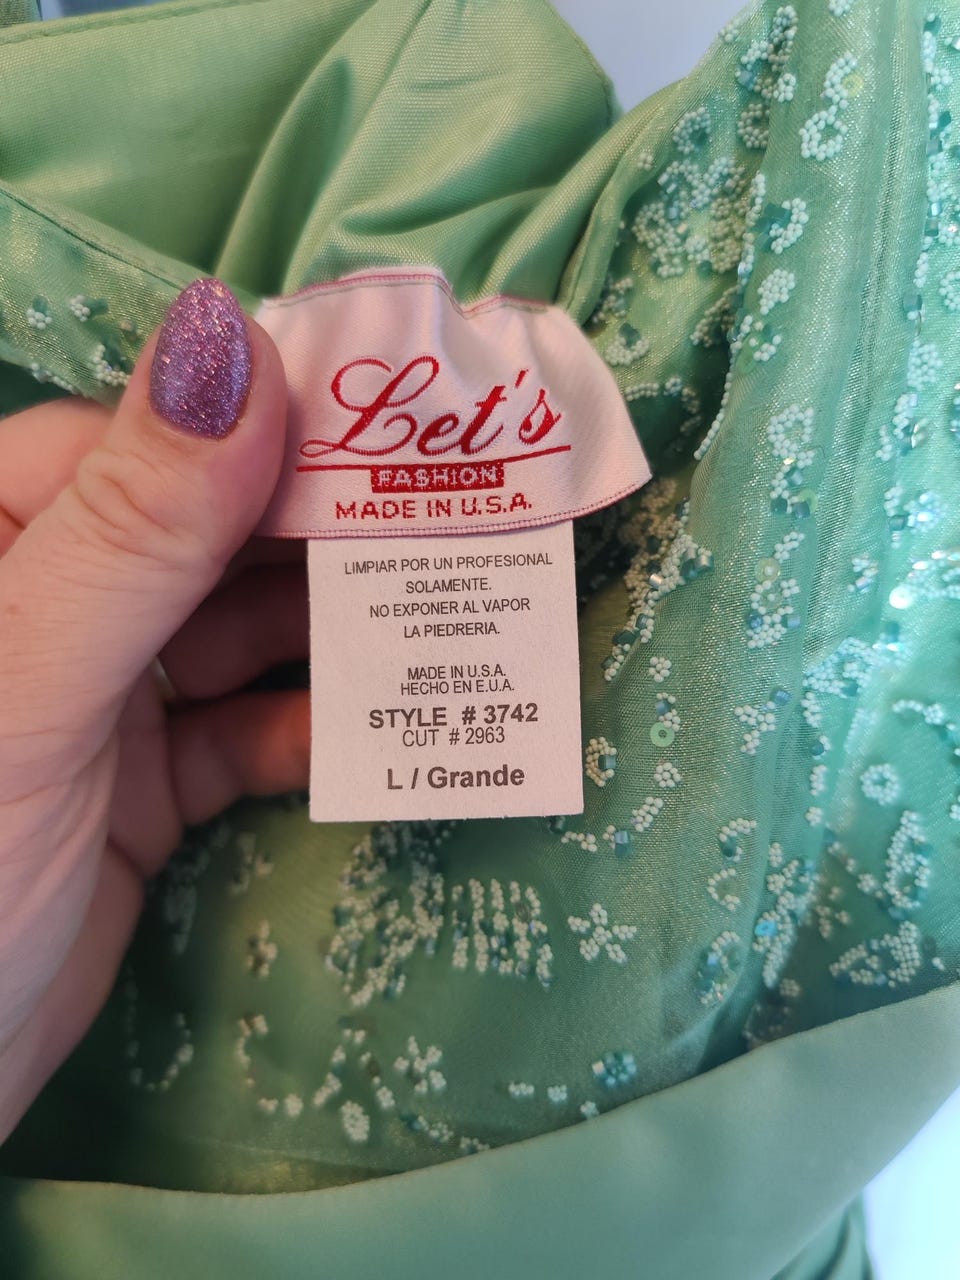 Let's
FASHION
MADE IN U.S.A.
LIMPIAR POR UN PROFESIONAL
SOLAMENTE.
NO EXPONER AL VAPOR
LA PIEDRERIA.
MADE IN U.S.A.
HECHO EN E.U.A.
STYLE # 3742
CUT # 2963
L / Grande